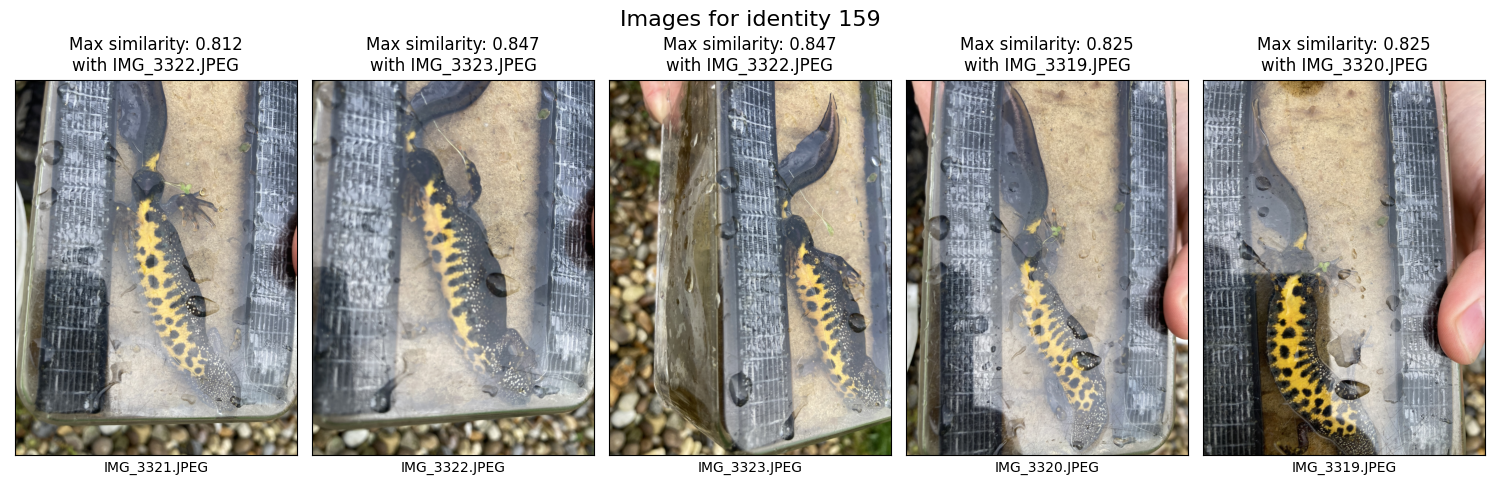 Images for identity 159
Max similarity: 0.812
with IMG_3322.JPEG
Max similarity: 0.847
with IMG_3323.JPEG
Max similarity: 0.847
with IMG_3322.JPEG
Max similarity: 0.825
with IMG_3319.JPEG
Max similarity: 0.825
with IMG_3320.JPEG
IMG_3321.JPEG
IMG_3322.JPEG
IMG_3323.JPEG
IMG_3320.JPEG
IMG_3319.JPEG